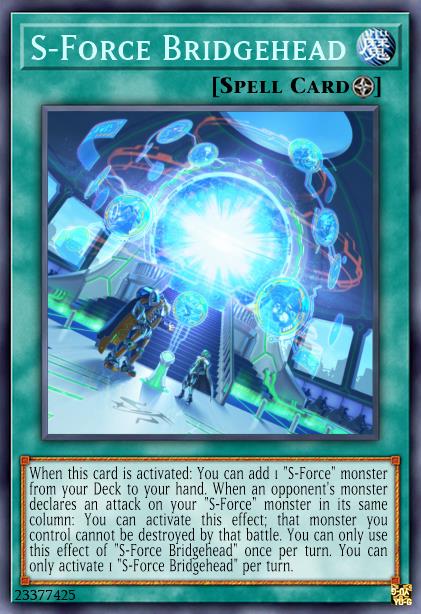 S-Force Bridgehead
魔
[Spell Card]
When this card is activated: You can add 1 "S-Force" monster
from your Deck to your hand. When an opponent's monster
declares an attack on your "S-Force" monster in its same
column: You can activate this effect; that monster you
control cannot be destroyed by that battle. You can only use
this effect of "S-Force Bridgehead" once per turn. You can
only activate 1 "S-Force Bridgehead" per turn.
23377425